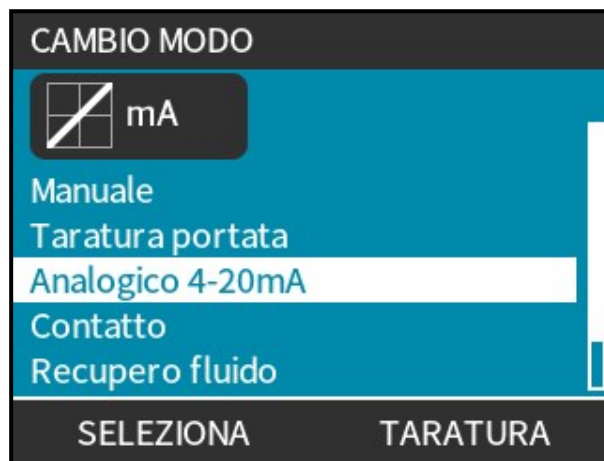 CAMBIO MODO
mA
Manuale
Taratura portata
Analogico 4-20mA
Contatto
Recupero fluido
SELEZIONA TARATURA